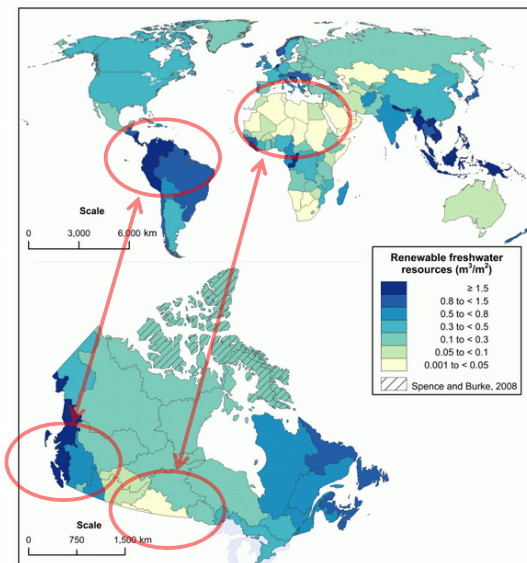 Scale
0
3,000
6,000 km
Renewable freshwater
resources (m³/m²)
≥ 1.5
0.8 to < 1.5
0.5 to < 0.8
0.3 to < 0.5
0.1 to < 0.3
0.05 to < 0.1
0.001 to < 0.05
Spence and Burke, 2008
Scale
0
750
1,500 km